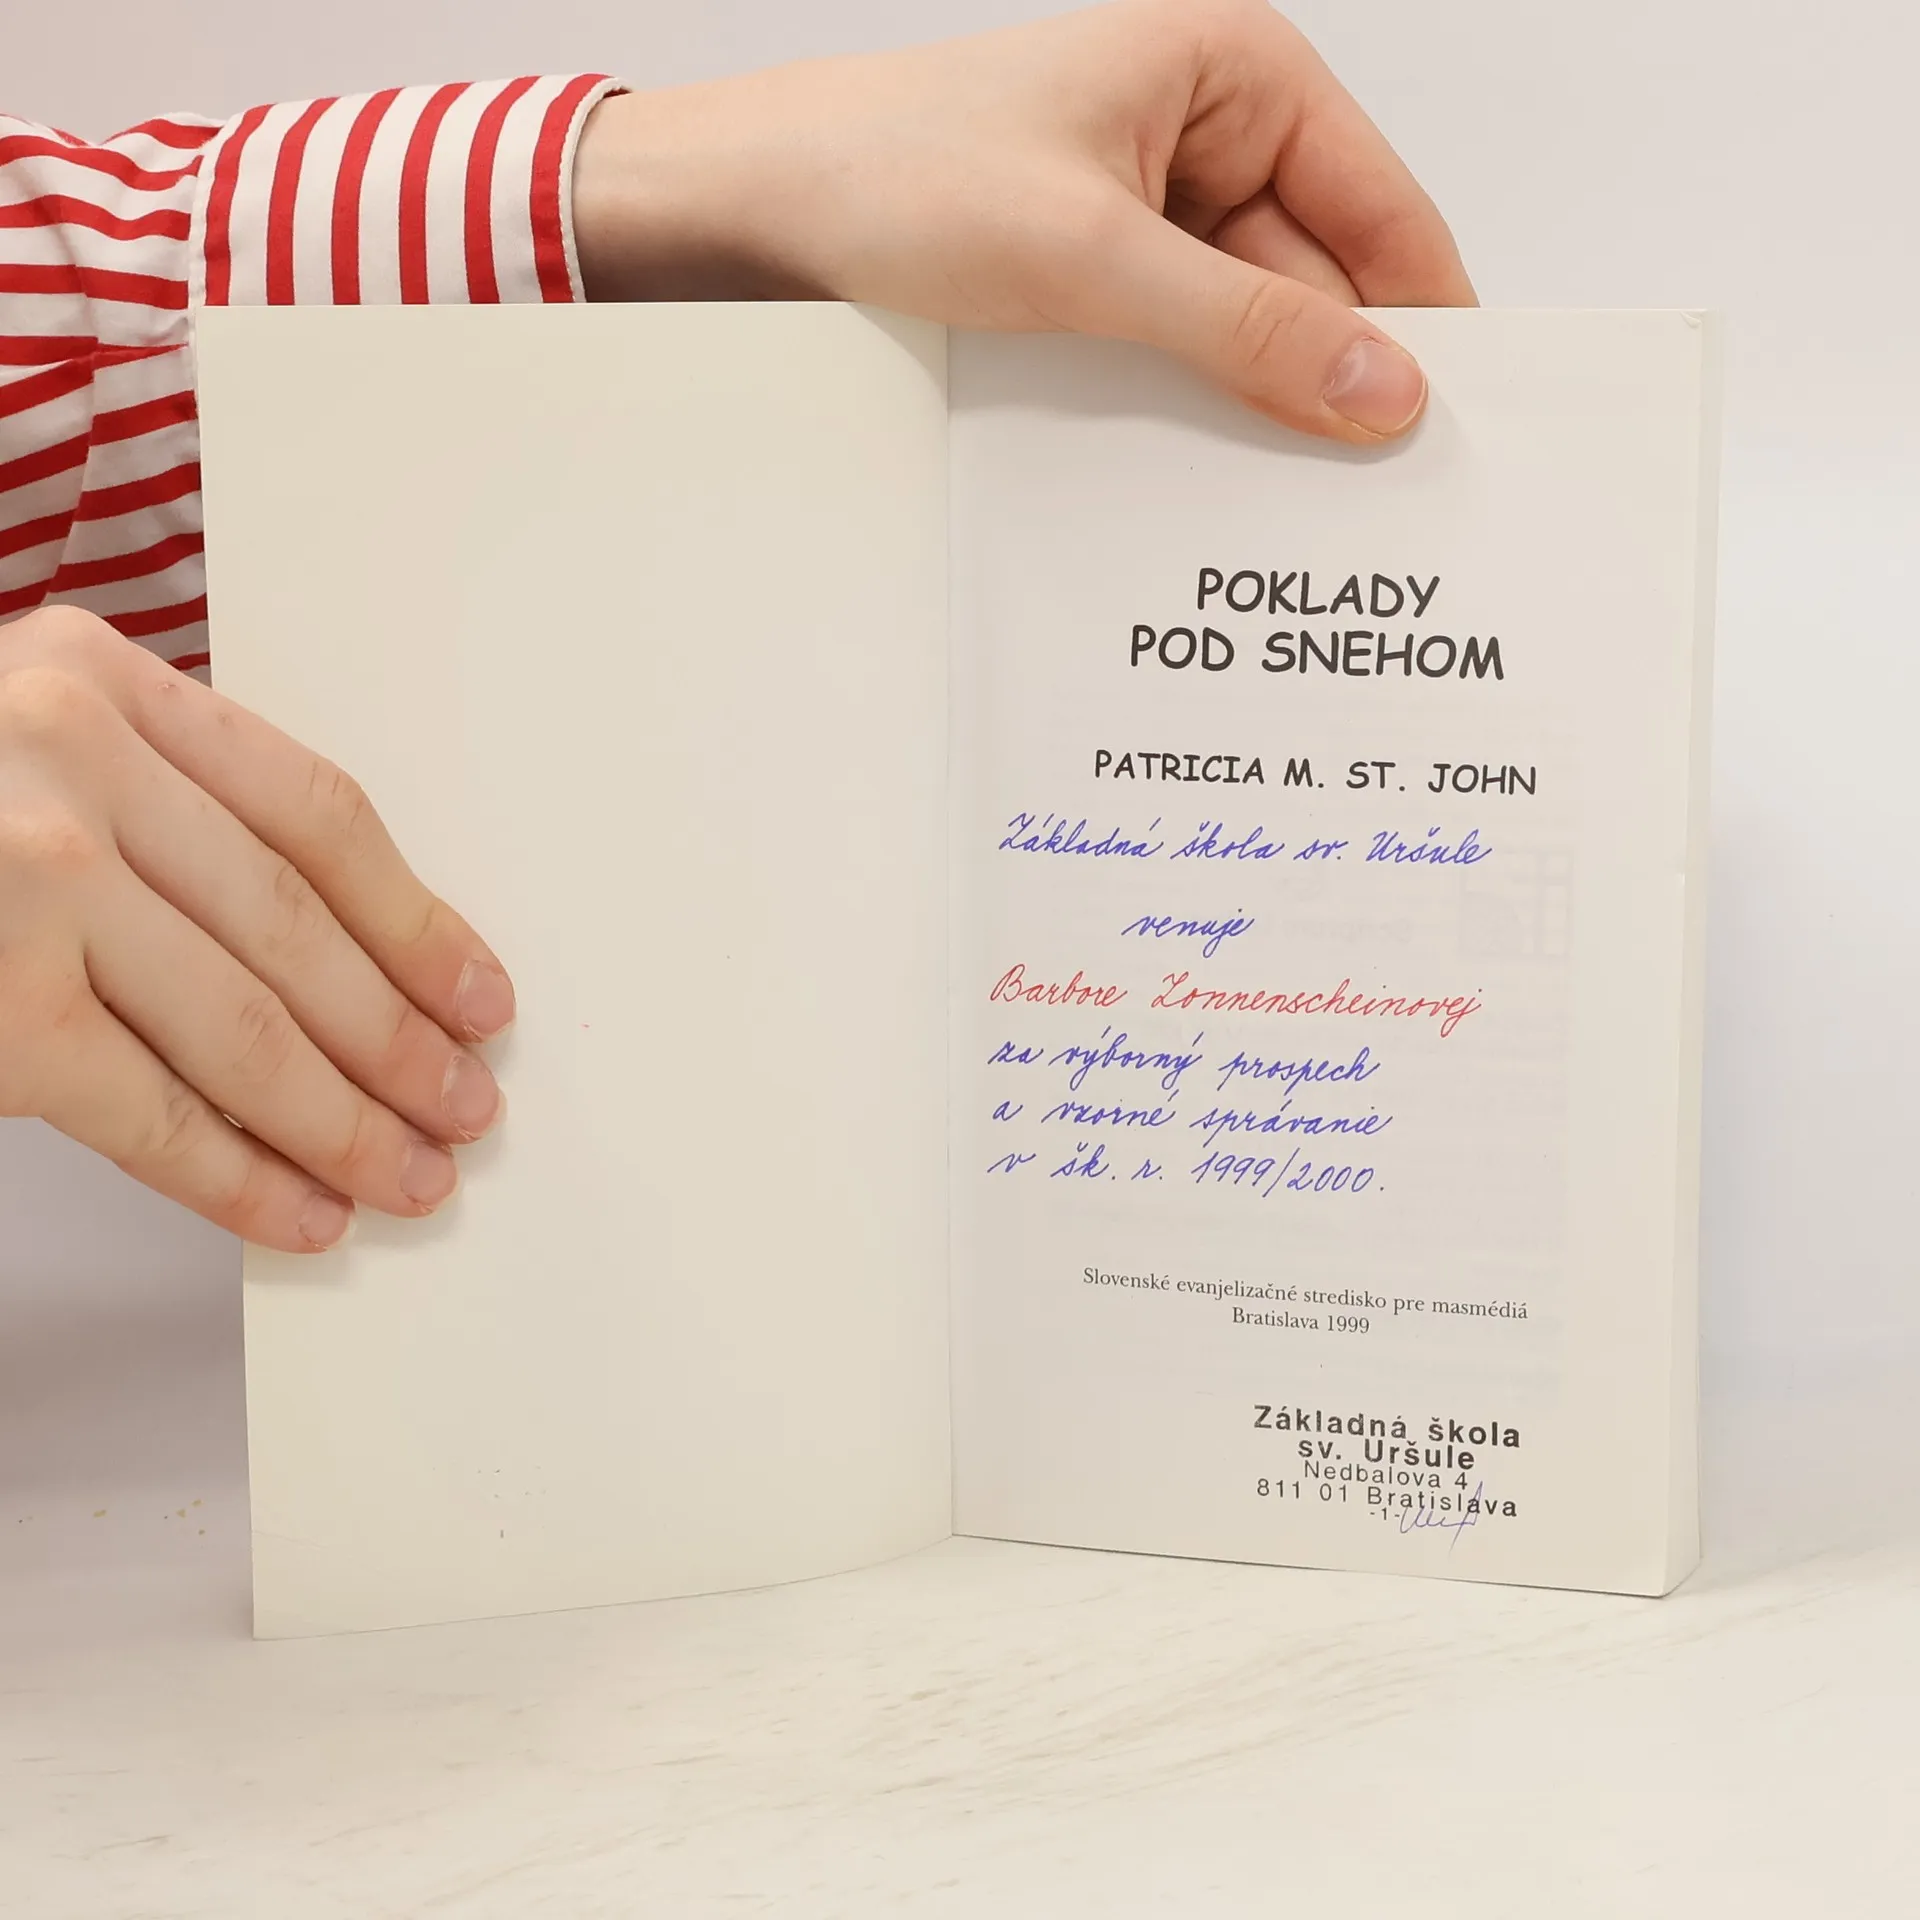 POKLADY
POD SNEHOM
PATRICIA M. ST. JOHN
Základná škola sv. Uršule
venuje
Barbore Zonnenscheinovej
za výborný prospech
a vzorné správanie
v šk. r. 1999/2000.
Slovenské evanjelizačné stredisko pre masmédiá
Bratislava 1999
Základná škola
sv. Uršule
Nedbalova 4
811 01 Bratislava
-1-